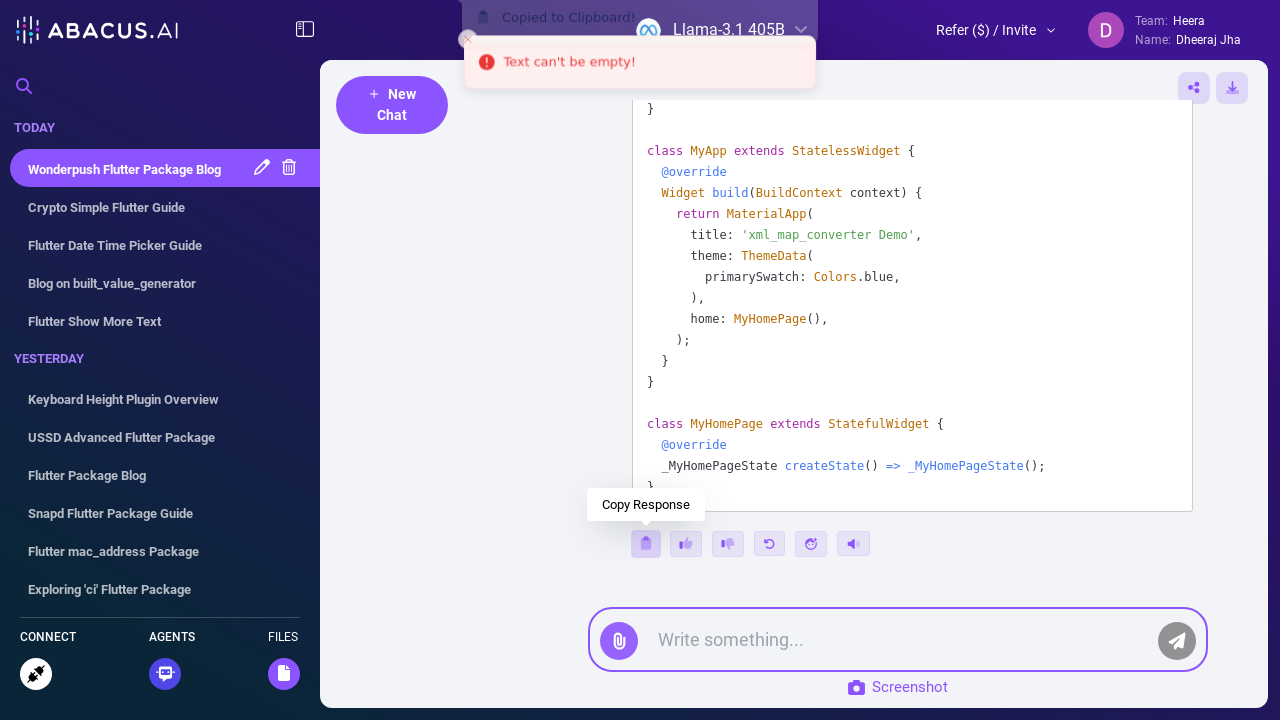 ABACUS.AI
Copied to Clipboard!
Llama-3.1 405B
Text can't be empty!
Refer ($) / Invite
D
Team: Heera
Name: Dheeraj Jha
TODAY
Wonderpush Flutter Package Blog
Crypto Simple Flutter Guide
Flutter Date Time Picker Guide
Blog on built_value_generator
Flutter Show More Text
YESTERDAY
Keyboard Height Plugin Overview
USSD Advanced Flutter Package
Flutter Package Blog
Snapd Flutter Package Guide
Flutter mac_address Package
Exploring 'ci' Flutter Package
CONNECT
AGENTS
FILES
+ New
Chat
}
class MyApp extends StatelessWidget {
@override
Widget build(BuildContext context) {
return MaterialApp(
title: 'xml_map_converter Demo',
theme: ThemeData(
primarySwatch: Colors.blue,
),
home: MyHomePage(),
);
}
}
class MyHomePage extends StatefulWidget {
@override
_MyHomePageState createState() => _MyHomePageState();
}
Copy Response
Write something...
Screenshot